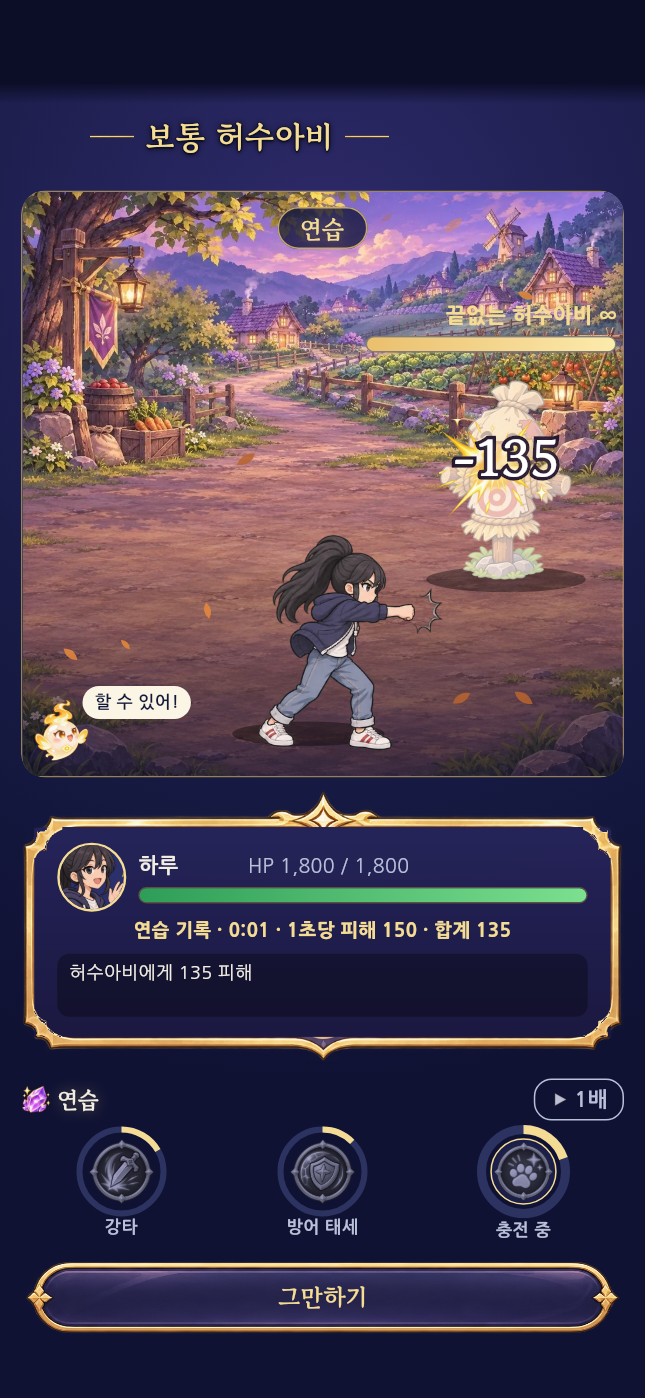 보통 허수아비
연습
끝없는 허수아비 ∞
-135
할 수 있어!
하루 HP 1,800 / 1,800
연습 기록 · 0:01 · 1초당 피해 150 · 합계 135
허수아비에게 135 피해
연습
▶ 1배
강타
방어 태세
충전 중
그만하기